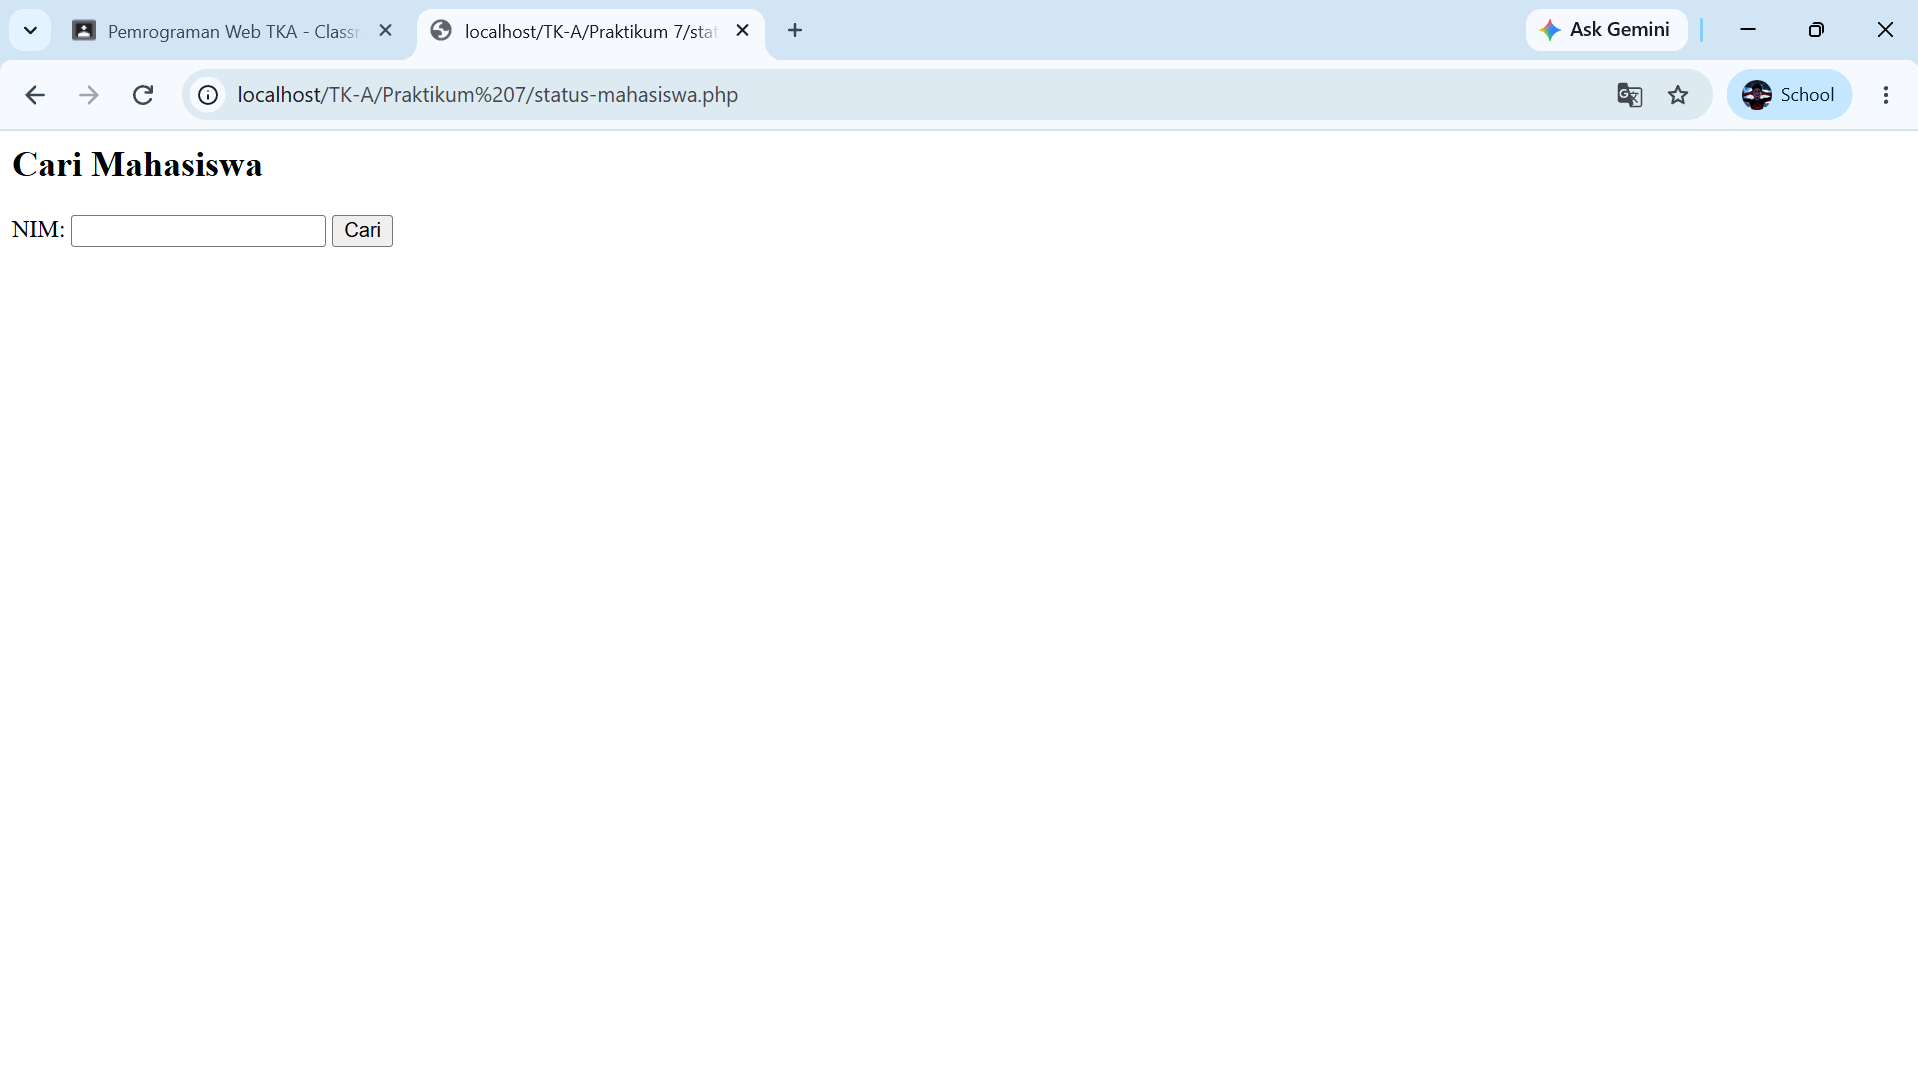 Pemrograman Web TKA - Classr
localhost/TK-A/Praktikum 7/stat
Ask Gemini
localhost/TK-A/Praktikum%207/status-mahasiswa.php
School
Cari Mahasiswa
NIM: Cari